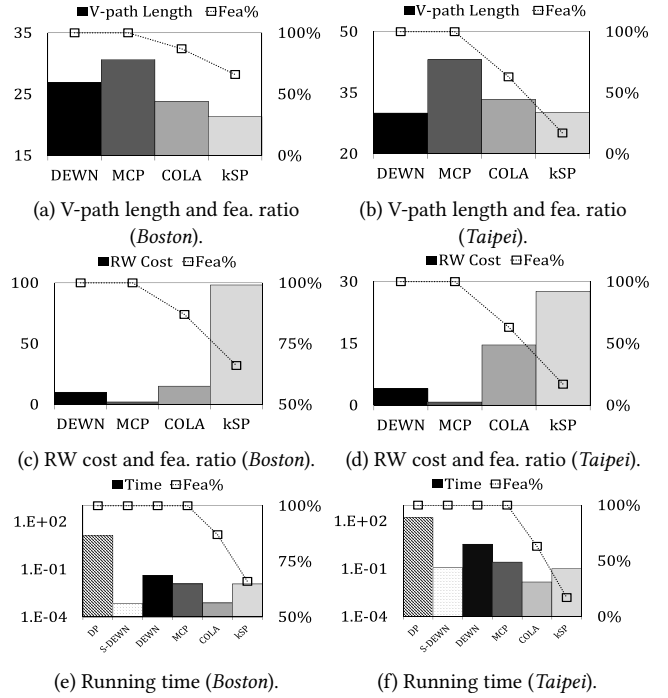 V-path Length Fea%
35 100%
25 50%
15 0%
DEWN MCP COLA kSP
(a) V-path length and fea. ratio
(Boston).
V-path Length Fea%
50 100%
35 50%
20 0%
DEWN MCP COLA kSP
(b) V-path length and fea. ratio
(Taipei).
RW Cost Fea%
100 100%
50 75%
0 50%
DEWN MCP COLA kSP
(c) RW cost and fea. ratio (Boston).
RW Cost Fea%
30 100%
15 50%
0 0%
DEWN MCP COLA kSP
(d) RW cost and fea. ratio (Taipei).
Time Fea%
100%
1.E+02
75%
1.E-01
1.E-04 50%
DP S-DEWN DEWN MCP COLA kSP
(e) Running time (Boston).
Time Fea%
100%
1.E+02
50%
1.E-01
1.E-04 0%
DP S-DEWN DEWN MCP COLA kSP
(f) Running time (Taipei).